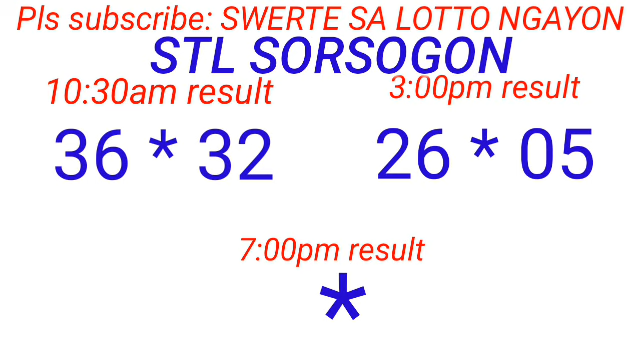 Pls subscribe: SWERTE SA LOTTO NGAYON
STL SORSOGON
10:30am result
3:00pm result
36 * 32
26 * 05
7:00pm result
*